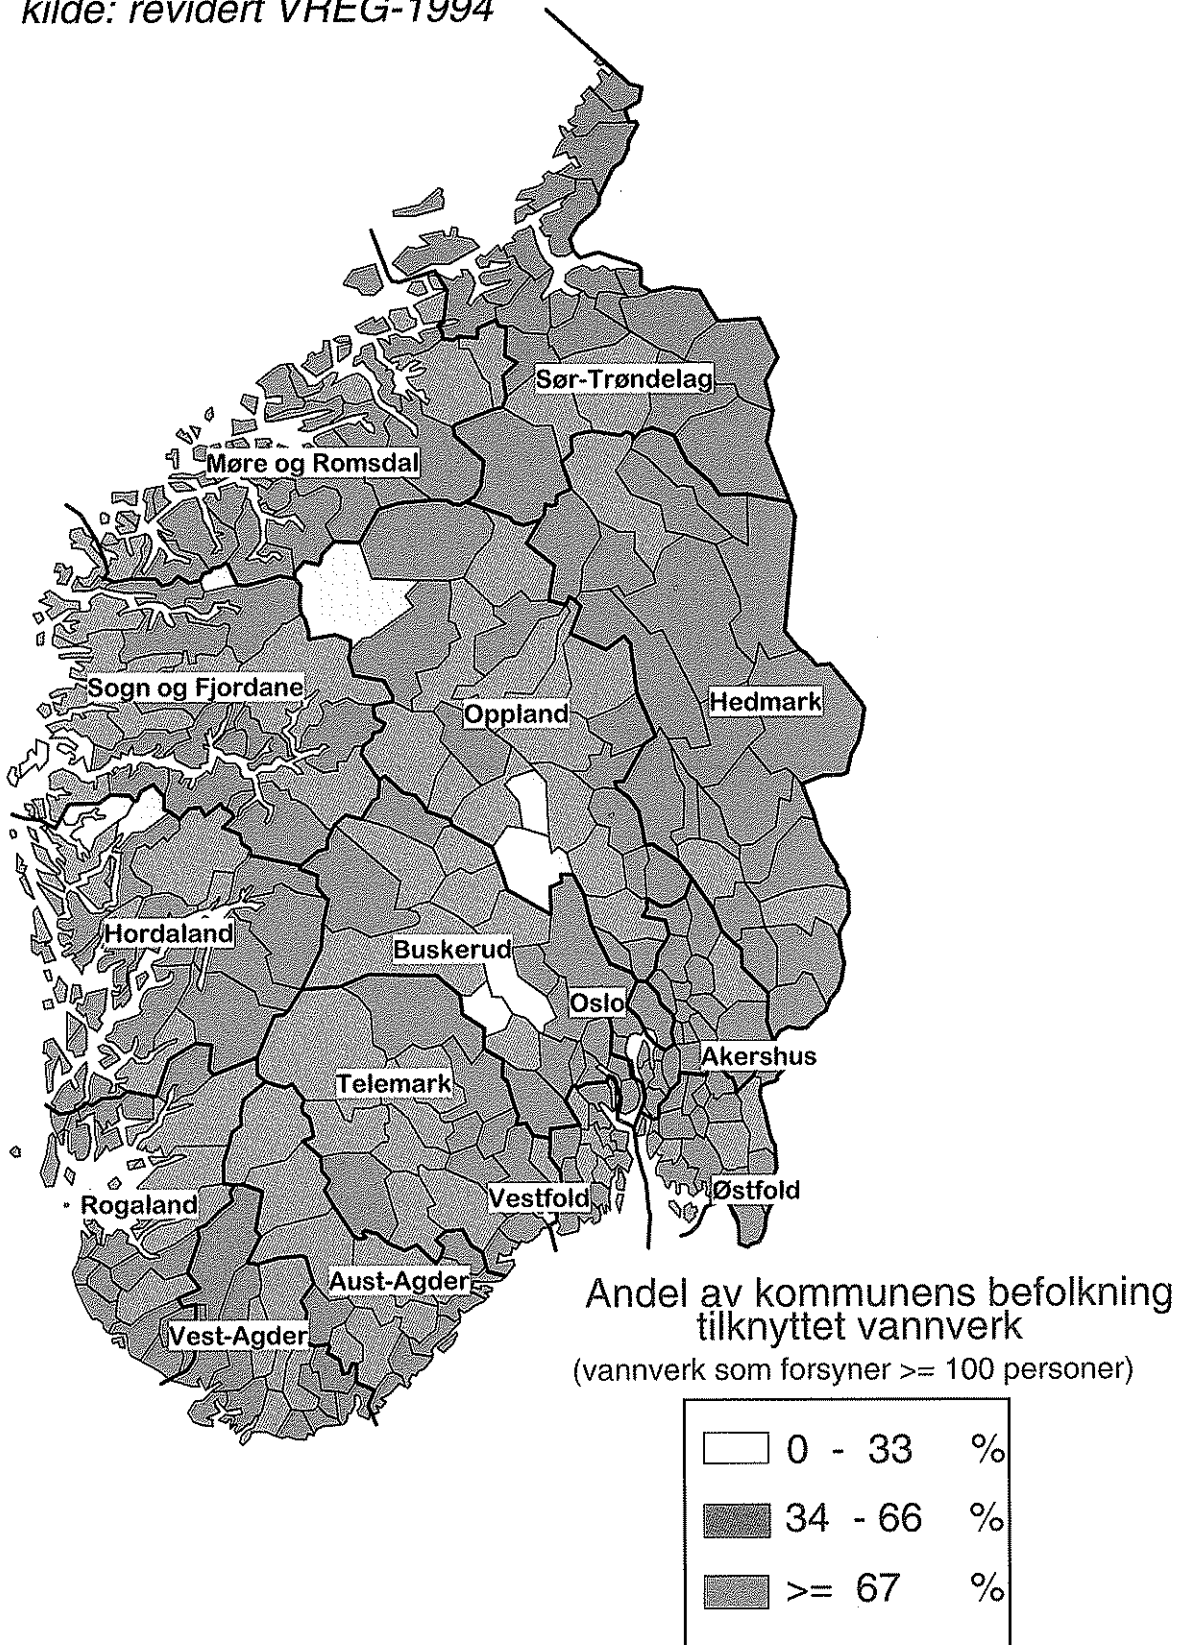 kilde: revidert VREG-1994
Sør-Trøndelag
Møre og Romsdal
Sogn og Fjordane
Oppland
Hedmark
Hordaland
Buskerud
Oslo
Akershus
Telemark
Rogaland
Vestfold
Østfold
Aust-Agder
Vest-Agder
Andel av kommunens befolkning
tilknyttet vannverk
(vannverk som forsyner >= 100 personer)
0 - 33 %
34 - 66 %
>= 67 %